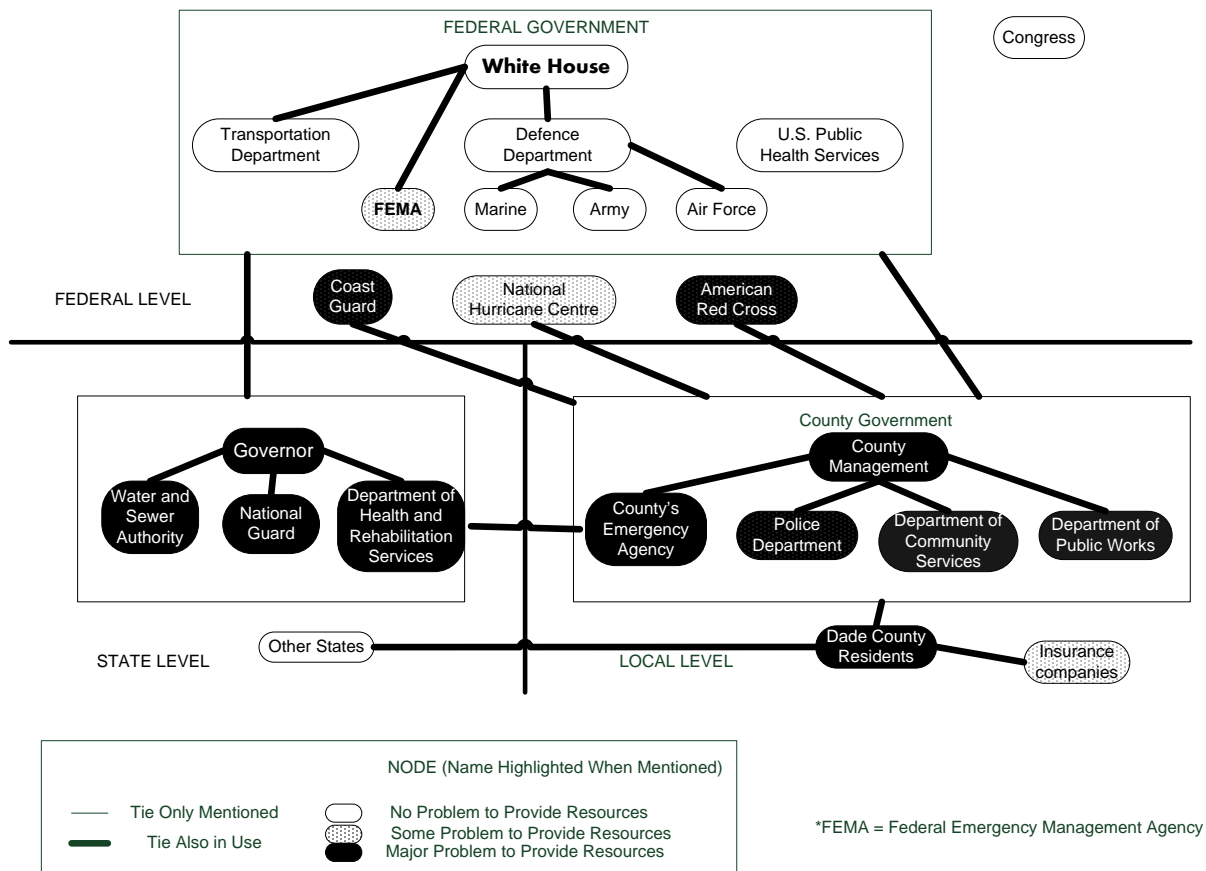 FEDERAL GOVERNMENT
Congress
White House
Transportation
Department
Defence
Department
U.S. Public
Health Services
FEMA
Marine
Army
Air Force
FEDERAL LEVEL
Coast
Guard
National
Hurricane Centre
American
Red Cross
County Government
Governor
County
Management
Water and
Sewer
Authority
National
Guard
Department of
Health and
Rehabilitation
Services
County's
Emergency
Agency
Police
Department
Department of
Community
Services
Department of
Public Works
STATE LEVEL
Other States
LOCAL LEVEL
Dade County
Residents
Insurance
companies
NODE (Name Highlighted When Mentioned)
Tie Only Mentioned
No Problem to Provide Resources
Tie Also in Use
Some Problem to Provide Resources
Major Problem to Provide Resources
*FEMA = Federal Emergency Management Agency